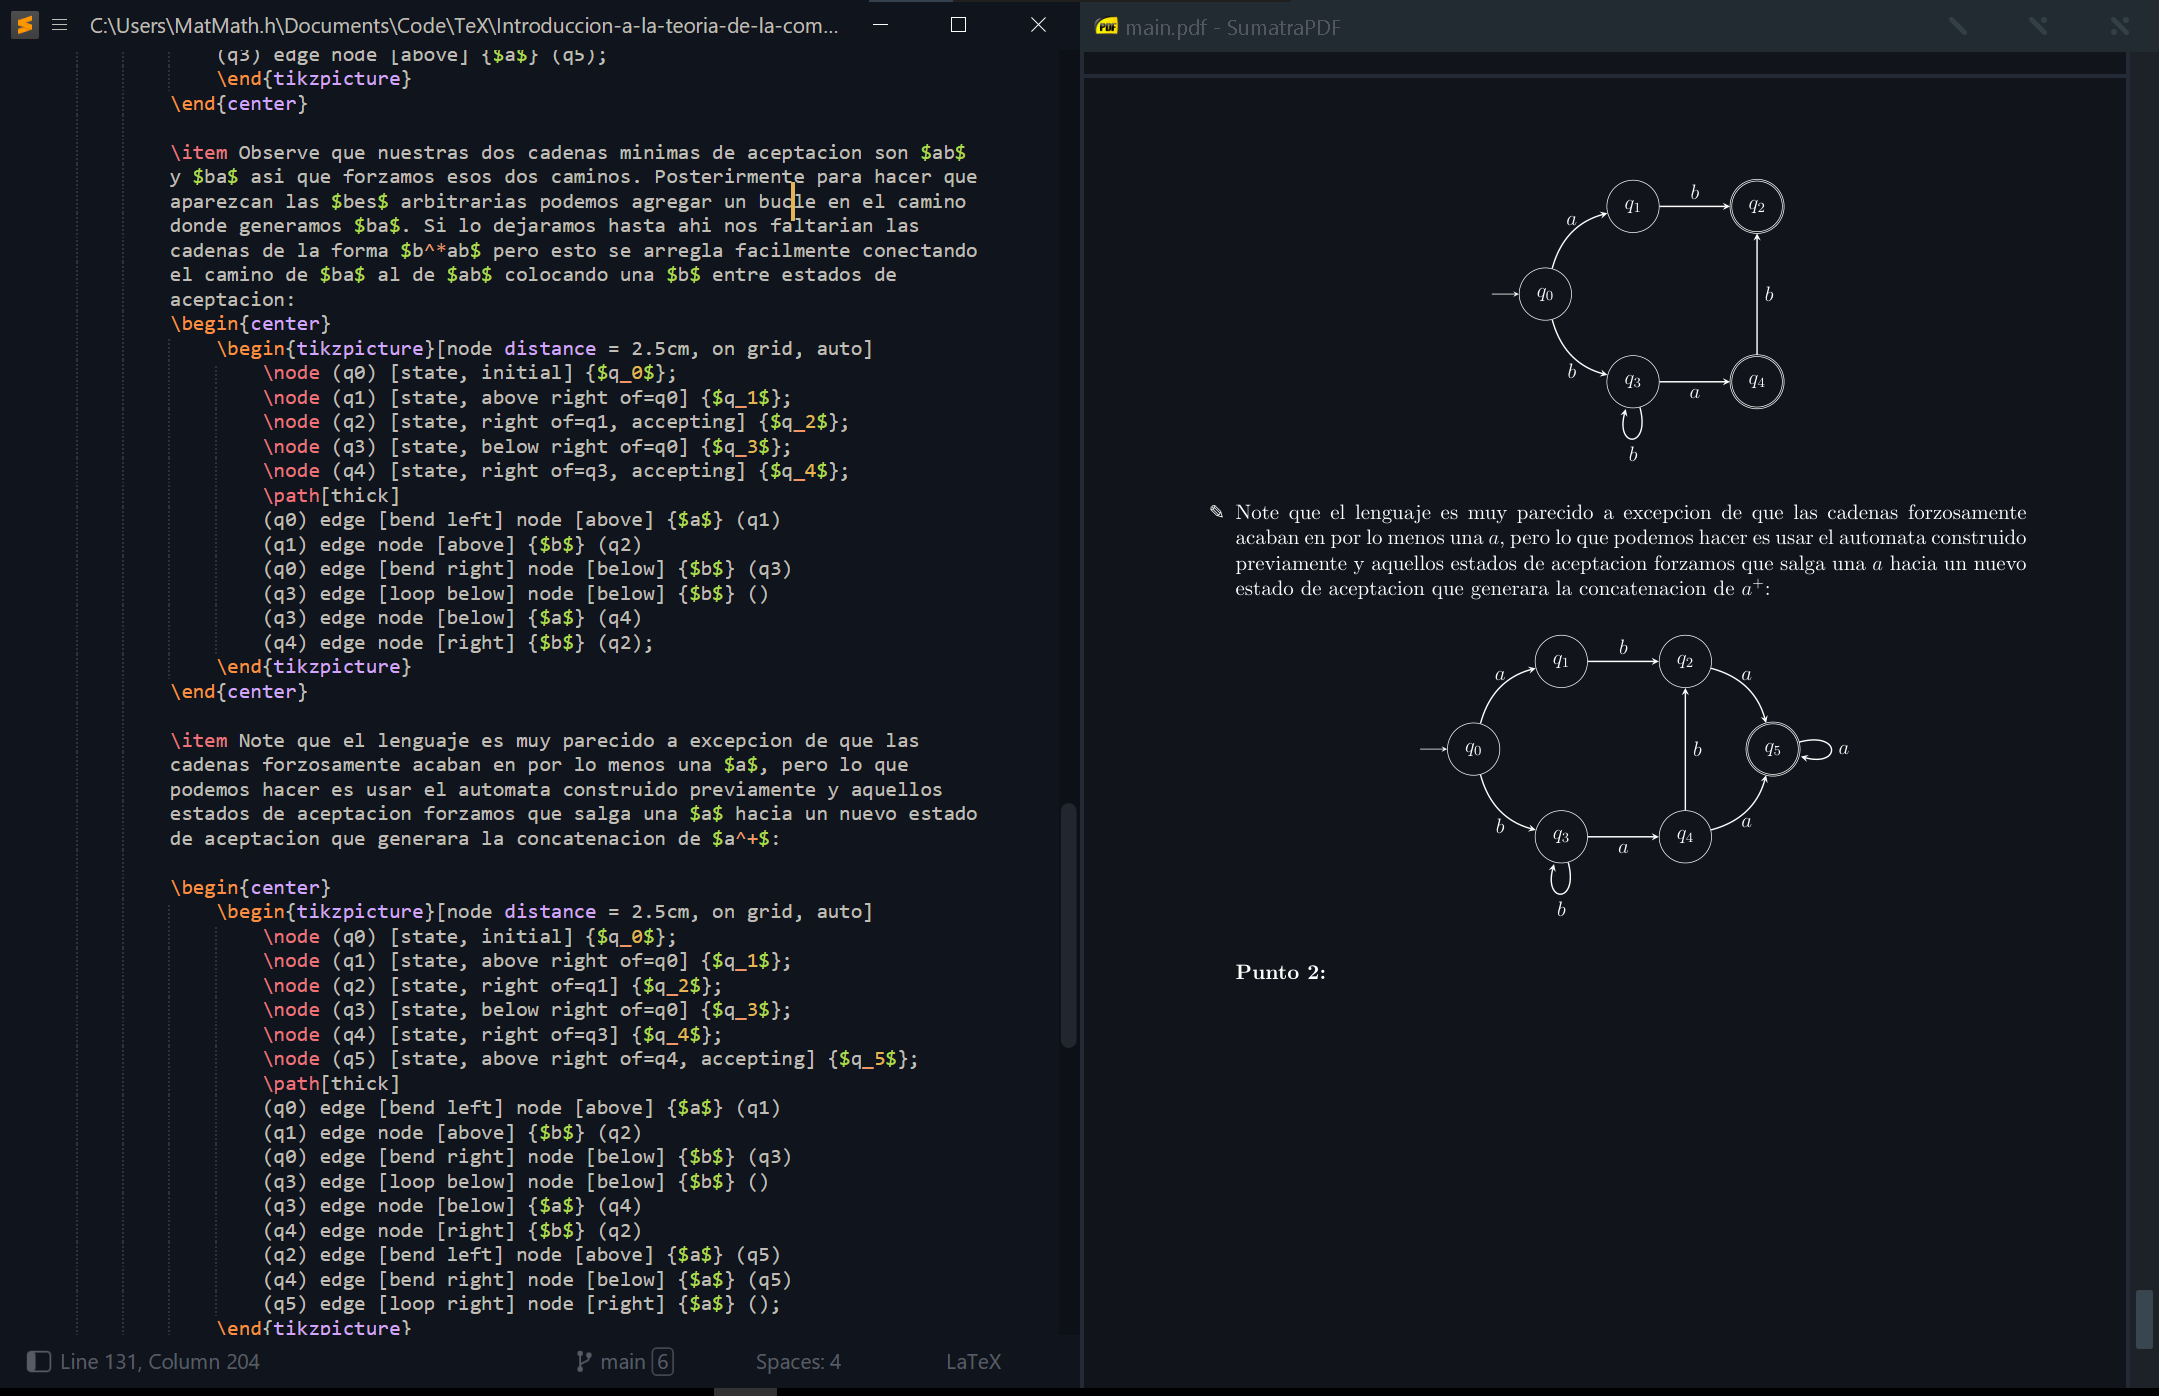 C:\Users\MatMath.h\Documents\Code\TeX\Introduccion-a-la-teoria-de-la-com...
(q3) edge node [above] {$a$} (q5);
\end{tikzpicture}
\end{center}
\item Observe que nuestras dos cadenas minimas de aceptacion son $ab$
y $ba$ asi que forzamos esos dos caminos. Posterirmente para hacer que
aparezcan las $bes$ arbitrarias podemos agregar un bucle en el camino
donde generamos $ba$. Si lo dejaramos hasta ahi nos faltarian las
cadenas de la forma $b^*ab$ pero esto se arregla facilmente conectando
el camino de $ba$ al de $ab$ colocando una $b$ entre estados de
aceptacion:
\begin{center}
\begin{tikzpicture}[node distance = 2.5cm, on grid, auto]
\node (q0) [state, initial] {$q_0$};
\node (q1) [state, above right of=q0] {$q_1$};
\node (q2) [state, right of=q1, accepting] {$q_2$};
\node (q3) [state, below right of=q0] {$q_3$};
\node (q4) [state, right of=q3, accepting] {$q_4$};
\path[thick]
(q0) edge [bend left] node [above] {$a$} (q1)
(q1) edge node [above] {$b$} (q2)
(q0) edge [bend right] node [below] {$b$} (q3)
(q3) edge [loop below] node [below] {$b$} ()
(q3) edge node [below] {$a$} (q4)
(q4) edge node [right] {$b$} (q2);
\end{tikzpicture}
\end{center}
\item Note que el lenguaje es muy parecido a excepcion de que las
cadenas forzosamente acaban en por lo menos una $a$, pero lo que
podemos hacer es usar el automata construido previamente y aquellos
estados de aceptacion forzamos que salga una $a$ hacia un nuevo estado
de aceptacion que generara la concatenacion de $a^+$:
\begin{center}
\begin{tikzpicture}[node distance = 2.5cm, on grid, auto]
\node (q0) [state, initial] {$q_0$};
\node (q1) [state, above right of=q0] {$q_1$};
\node (q2) [state, right of=q1] {$q_2$};
\node (q3) [state, below right of=q0] {$q_3$};
\node (q4) [state, right of=q3] {$q_4$};
\node (q5) [state, above right of=q4, accepting] {$q_5$};
\path[thick]
(q0) edge [bend left] node [above] {$a$} (q1)
(q1) edge node [above] {$b$} (q2)
(q0) edge [bend right] node [below] {$b$} (q3)
(q3) edge [loop below] node [below] {$b$} ()
(q3) edge node [below] {$a$} (q4)
(q4) edge node [right] {$b$} (q2)
(q2) edge [bend left] node [above] {$a$} (q5)
(q4) edge [bend right] node [below] {$a$} (q5)
(q5) edge [loop right] node [right] {$a$} ();
\end{tikzpicture}
Line 131, Column 204
main 6
Spaces: 4
LaTeX
PDF main.pdf - SumatraPDF
q1 b q2
a
q0
b
b
q3 a q4
b
✎ Note que el lenguaje es muy parecido a excepcion de que las cadenas forzosamente
acaban en por lo menos una a, pero lo que podemos hacer es usar el automata construido
previamente y aquellos estados de aceptacion forzamos que salga una a hacia un nuevo
estado de aceptacion que generara la concatenacion de a+:
q1 b q2
a a
q0 b q5 a
b a
q3 a q4
b
Punto 2: